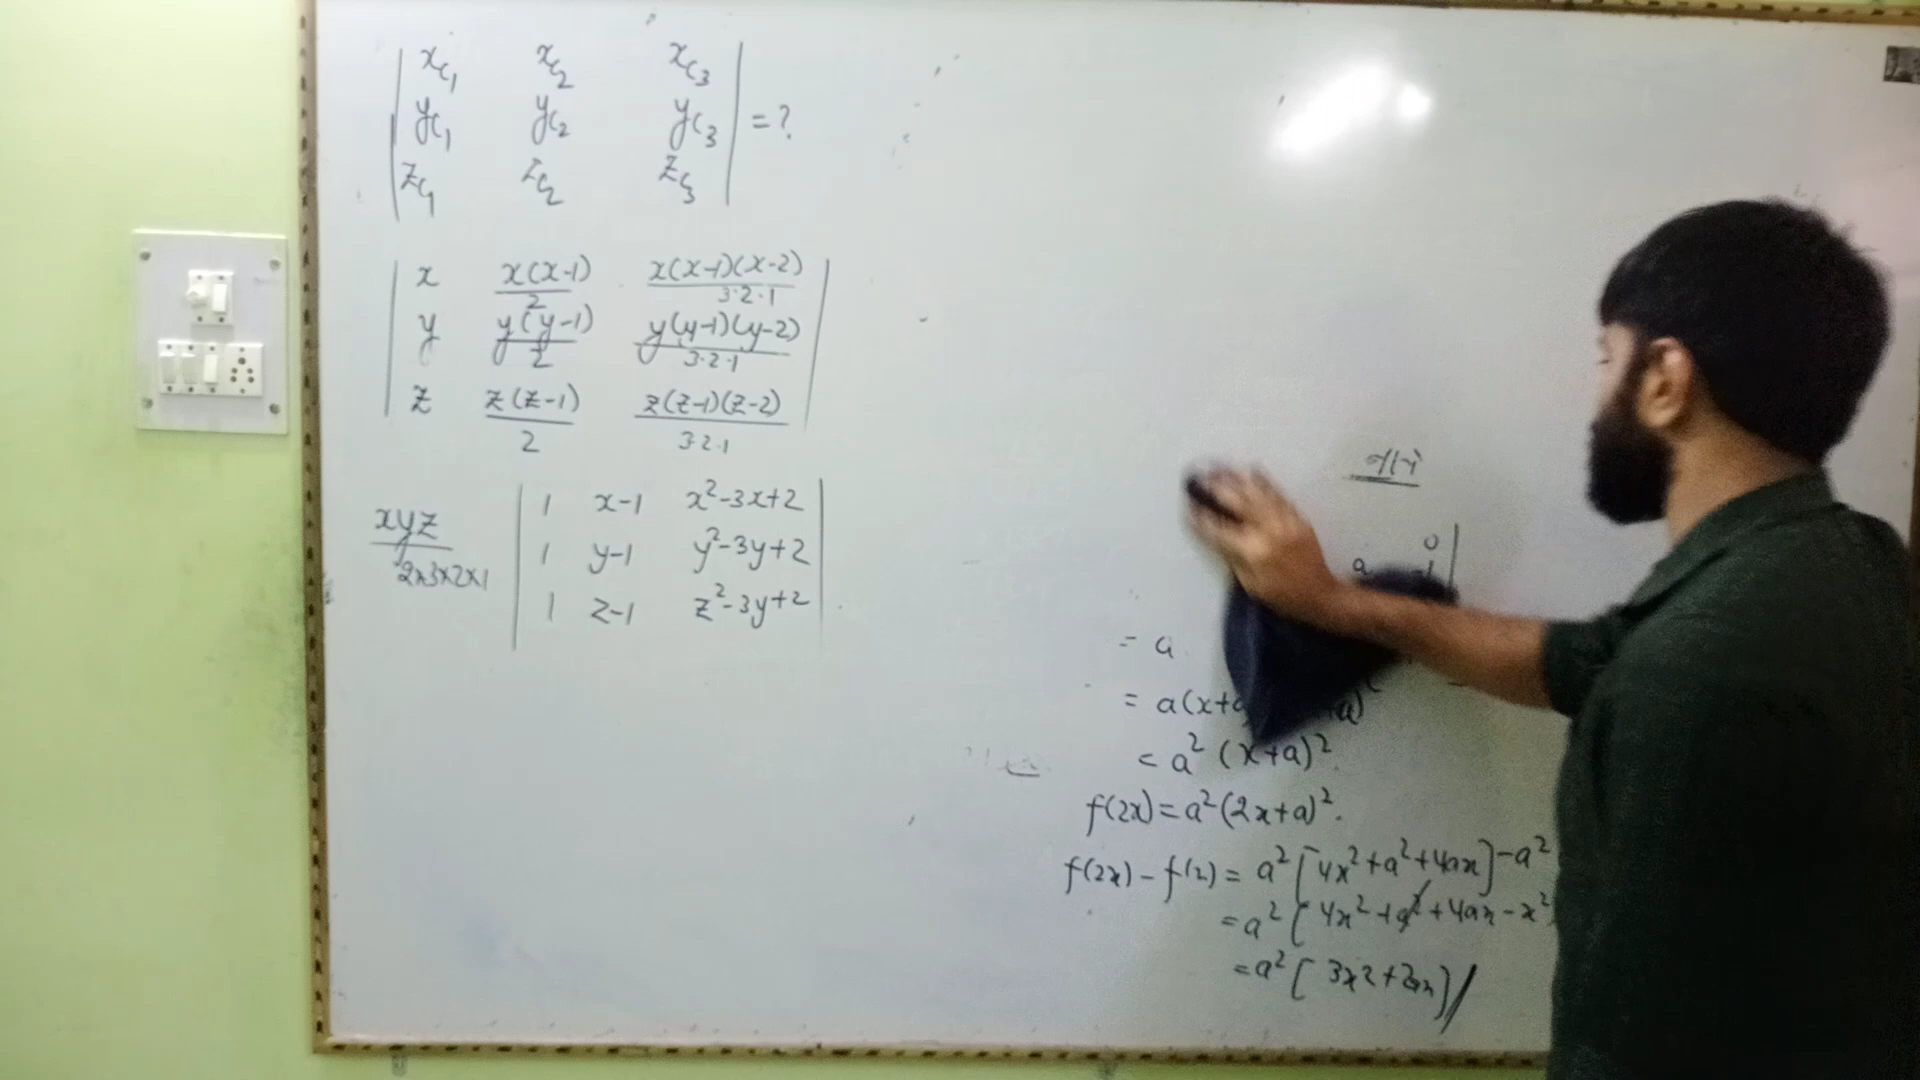 | xC₁ xC₂ xC₃ |
| yC₁ yC₂ yC₃ | = ?
| zC₁ zC₂ zC₃ |
| x x(x-1)/2 x(x-1)(x-2)/3·2·1 |
| y y(y-1)/2 y(y-1)(y-2)/3·2·1 |
| z z(z-1)/2 z(z-1)(z-2)/3·2·1 |
| 1 x-1 x²-3x+2 |
xyz/2×3×2×1 | 1 y-1 y²-3y+2 |
| 1 z-1 z²-3y+2 |
0
a -1
= a
= a(x+a a)
= a² (x+a)².
f(2x) = a²(2x+a)².
f(2x) - f(2) = a² [4x²+a²+4ax] - a²
= a² [4x²+a²+4ax-x²
= a² [3x2+2ax]